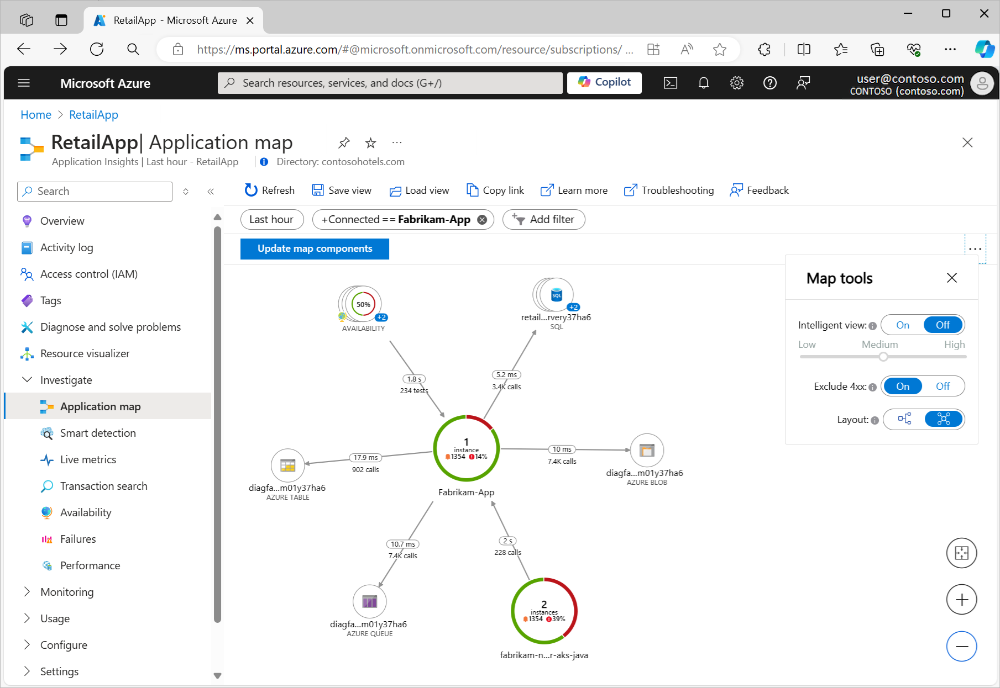 RetailApp - Microsoft Azure
https://ms.portal.azure.com/#@microsoft.onmicrosoft.com/resource/subscriptions/ ...
Microsoft Azure
Search resources, services, and docs (G+/)
Copilot
user@contoso.com
CONTOSO (contoso.com)
Home > RetailApp
RetailApp| Application map
Application Insights | Last hour - RetailApp
Directory: contosohotels.com
Search
Refresh
Save view
Load view
Copy link
Learn more
Troubleshooting
Feedback
Last hour
+Connected == Fabrikam-App
Add filter
Update map components
Overview
Activity log
Access control (IAM)
Tags
Diagnose and solve problems
Resource visualizer
Investigate
Application map
Smart detection
Live metrics
Transaction search
Availability
Failures
Performance
Monitoring
Usage
Configure
Settings
50%
+2
AVAILABILITY
SQL
+2
retail...rvery37ha6
SQL
1.8 s
234 tests
5.2 ms
3.4K calls
1
instance
1354 14%
Fabrikam-App
17.9 ms
902 calls
diagfa...m01y37ha6
AZURE TABLE
10 ms
7.4K calls
diagfa...m01y37ha6
AZURE BLOB
10.7 ms
7.4K calls
diagfa...m01y37ha6
AZURE QUEUE
2 s
228 calls
2
instances
1354 39%
fabrikam-n...r-aks-java
Map tools
Intelligent view: On Off
Low Medium High
Exclude 4xx: On Off
Layout: